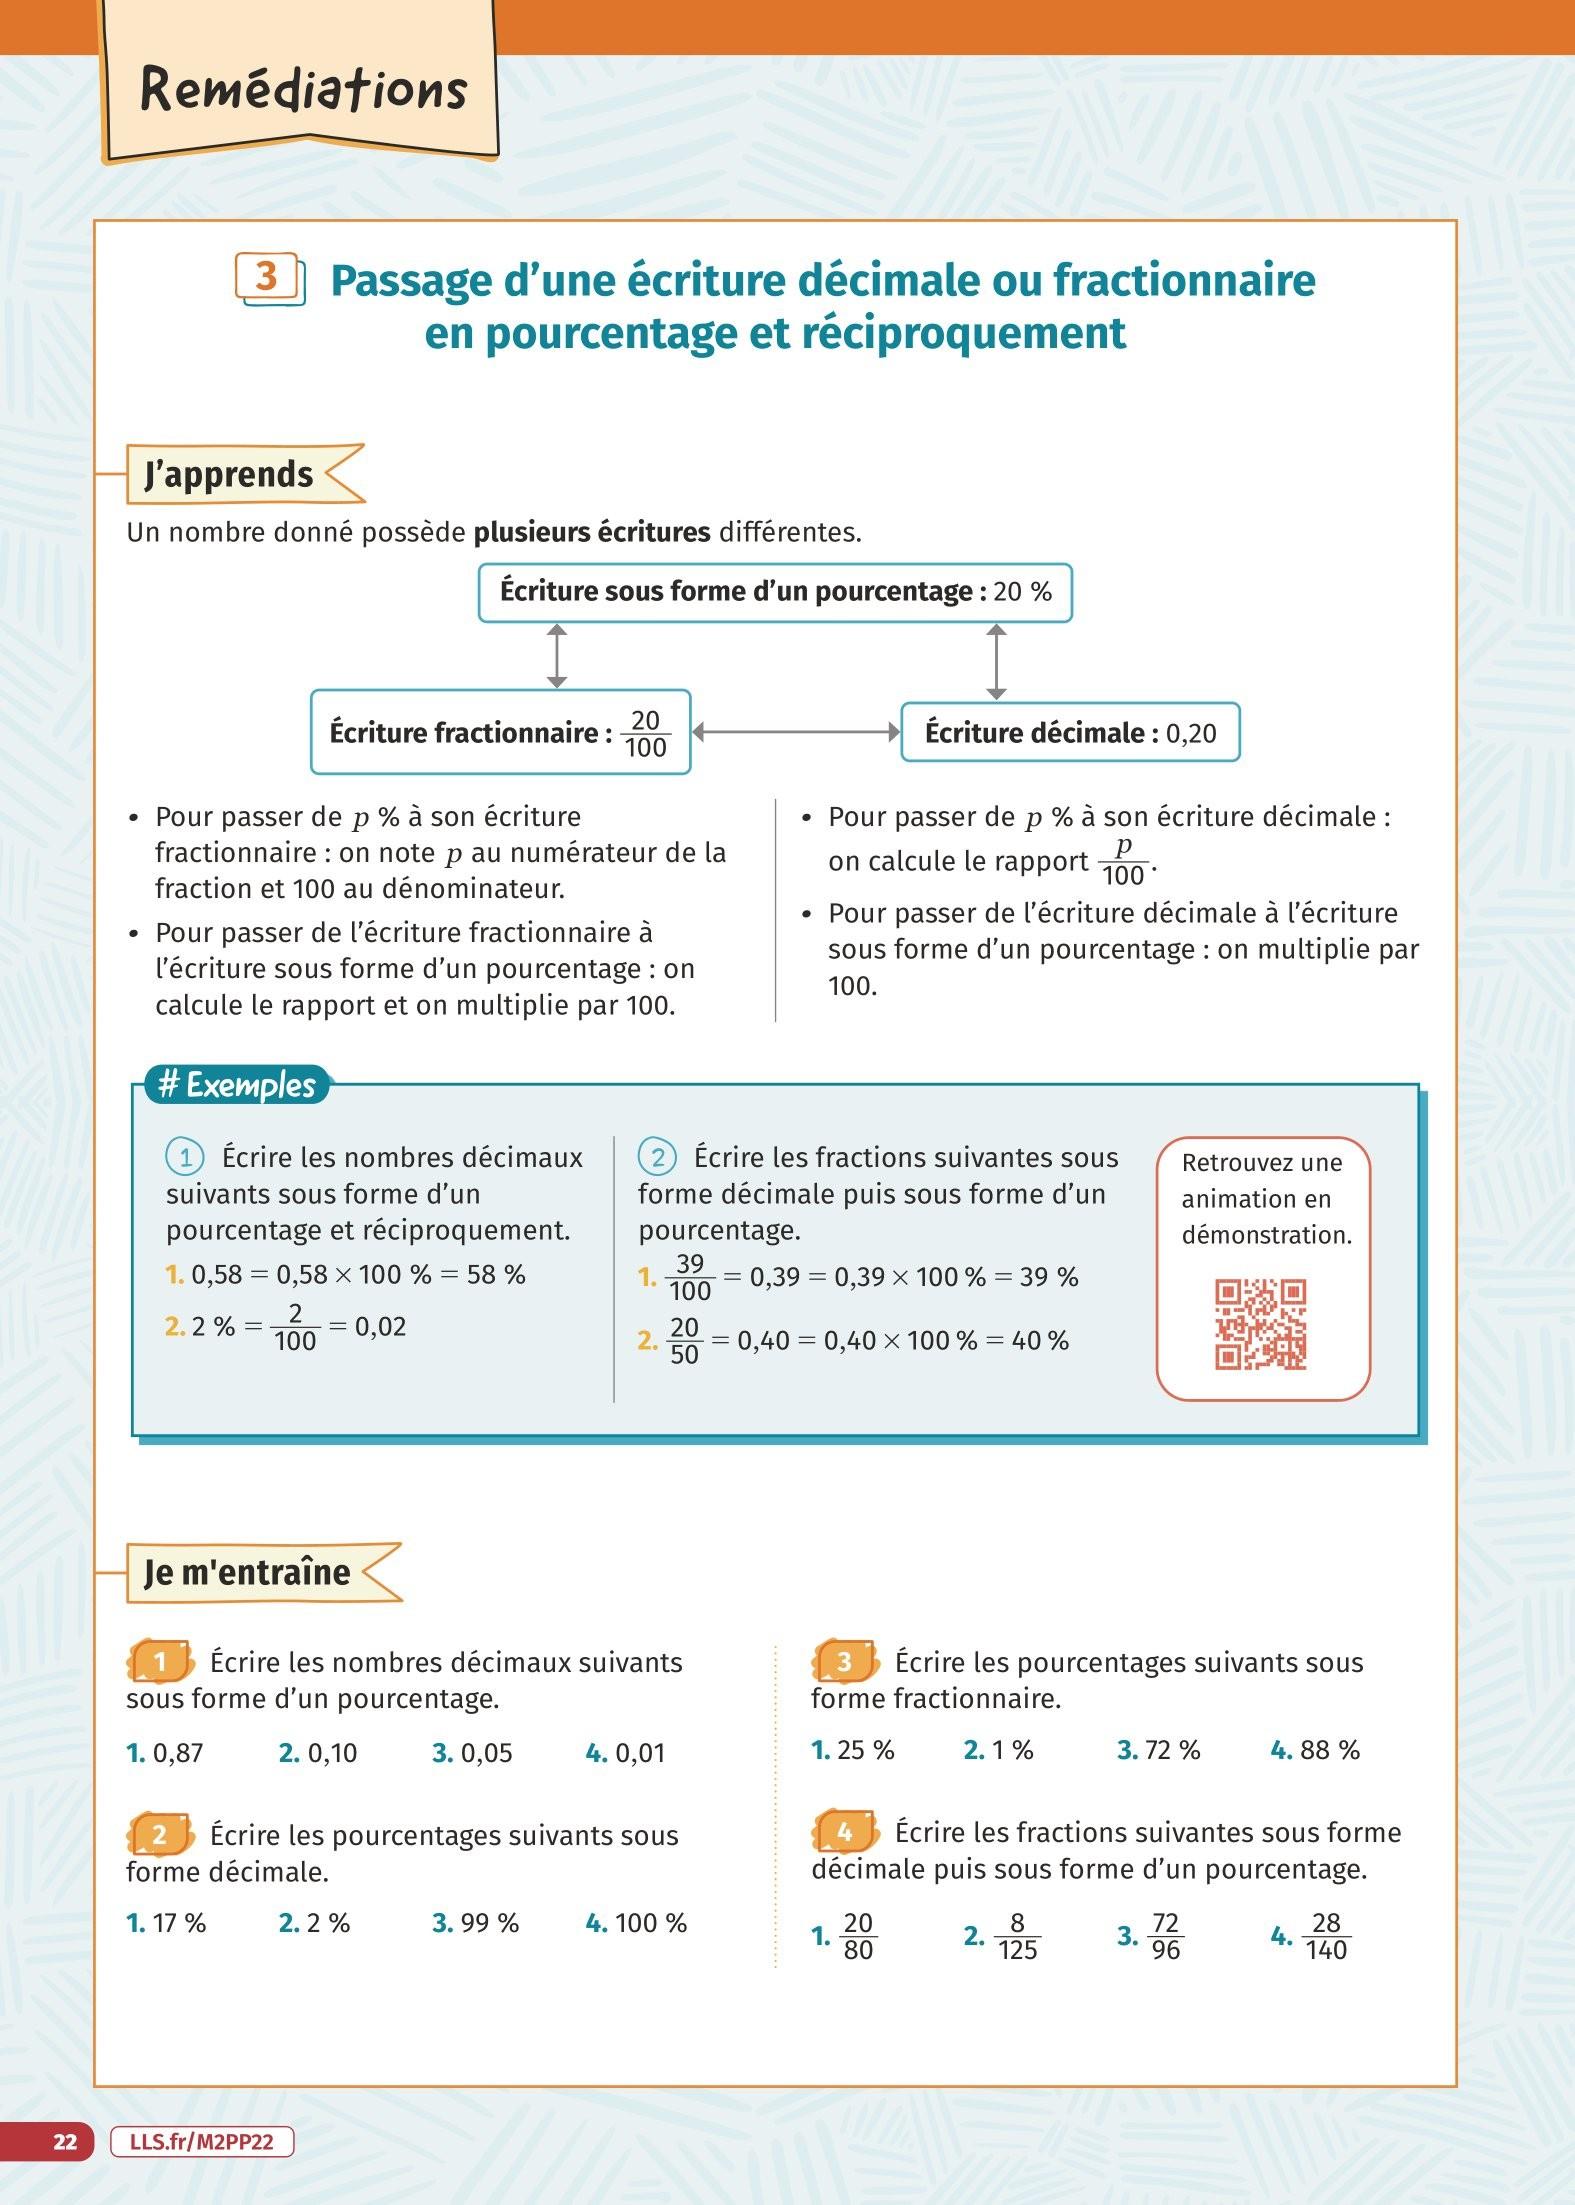 Remédiations
3 Passage d’une écriture décimale ou fractionnaire
en pourcentage et réciproquement
J’apprends
Un nombre donné possède plusieurs écritures différentes.
Écriture sous forme d’un pourcentage : 20 %
Écriture fractionnaire : 20/100
Écriture décimale : 0,20
• Pour passer de p % à son écriture
fractionnaire : on note p au numérateur de la
fraction et 100 au dénominateur.
• Pour passer de l’écriture fractionnaire à
l’écriture sous forme d’un pourcentage : on
calcule le rapport et on multiplie par 100.
• Pour passer de p % à son écriture décimale :
on calcule le rapport p/100.
• Pour passer de l’écriture décimale à l’écriture
sous forme d’un pourcentage : on multiplie par
100.
# Exemples
1 Écrire les nombres décimaux
suivants sous forme d’un
pourcentage et réciproquement.
1. 0,58 = 0,58 × 100 % = 58 %
2. 2 % = 2/100 = 0,02
2 Écrire les fractions suivantes sous
forme décimale puis sous forme d’un
pourcentage.
1. 39/100 = 0,39 = 0,39 × 100 % = 39 %
2. 20/50 = 0,40 = 0,40 × 100 % = 40 %
Retrouvez une
animation en
démonstration.
Je m'entraîne
1 Écrire les nombres décimaux suivants
sous forme d’un pourcentage.
1. 0,87 2. 0,10 3. 0,05 4. 0,01
2 Écrire les pourcentages suivants sous
forme décimale.
1. 17 % 2. 2 % 3. 99 % 4. 100 %
3 Écrire les pourcentages suivants sous
forme fractionnaire.
1. 25 % 2. 1 % 3. 72 % 4. 88 %
4 Écrire les fractions suivantes sous forme
décimale puis sous forme d’un pourcentage.
1. 20/80 2. 8/125 3. 72/96 4. 28/140
22 LLS.fr/M2PP22